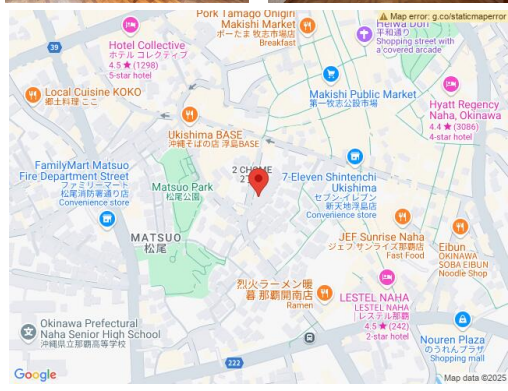 Pork Tamago Onigiri
Makishi Market
ポーたま 牧志市場店
Breakfast
⚠ Map error: g.co/staticmaperror
Heiwa Dori
平和通り
Shopping street with
a covered arcade
39
Hotel Collective
ホテル コレクティブ
4.5★(1298)
5-star hotel
Local Cuisine KOKO
郷土料理 ここ
Makishi Public Market
第一牧志公設市場
Hyatt Regency
Naha, Okinawa
4.4★(3086)
4-star hotel
Ukishima BASE
沖縄そばの店 浮島BASE
FamilyMart Matsuo
Fire Department Street
ファミリーマート
松尾消防署通り店
Convenience store
Matsuo Park
松尾公園
2 CHOME
7-Eleven Shintenchi
Ukishima
セブン-イレブン
新天地浮島店
Convenience store
MATSUO
松尾
JEF Sunrise Naha
ジェフ サンライズ那覇店
Fast Food
Eibun
OKINAWA
SOBA EIBUN
Noodle Shop
烈火ラーメン暖
暮 那覇開南店
Ramen
LESTEL NAHA
LESTEL NAHA
(レステル那覇)
4.5★(242)
2-star hotel
Okinawa Prefectural
Naha Senior High School
沖縄県立那覇高等学校
222
Nouren Plaza
のうれんプラザ
Shopping mall
Google
Map data ©2025